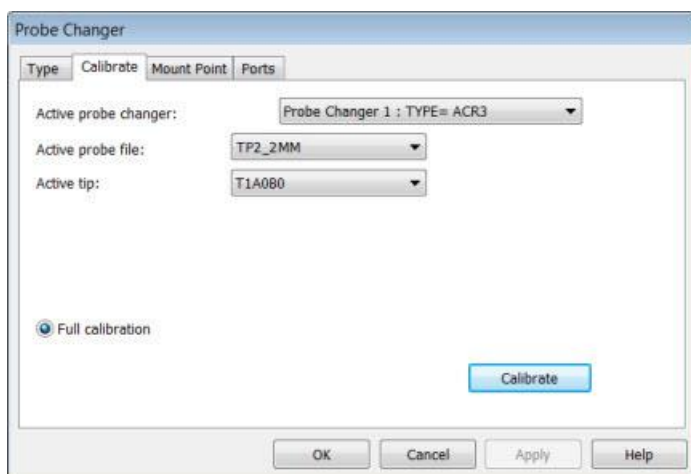 Probe Changer
Type Calibrate Mount Point Ports
Active probe changer: Probe Changer 1 : TYPE= ACR3
Active probe file: TP2_2MM
Active tip: T1A0B0
Full calibration
Calibrate
OK Cancel Apply Help